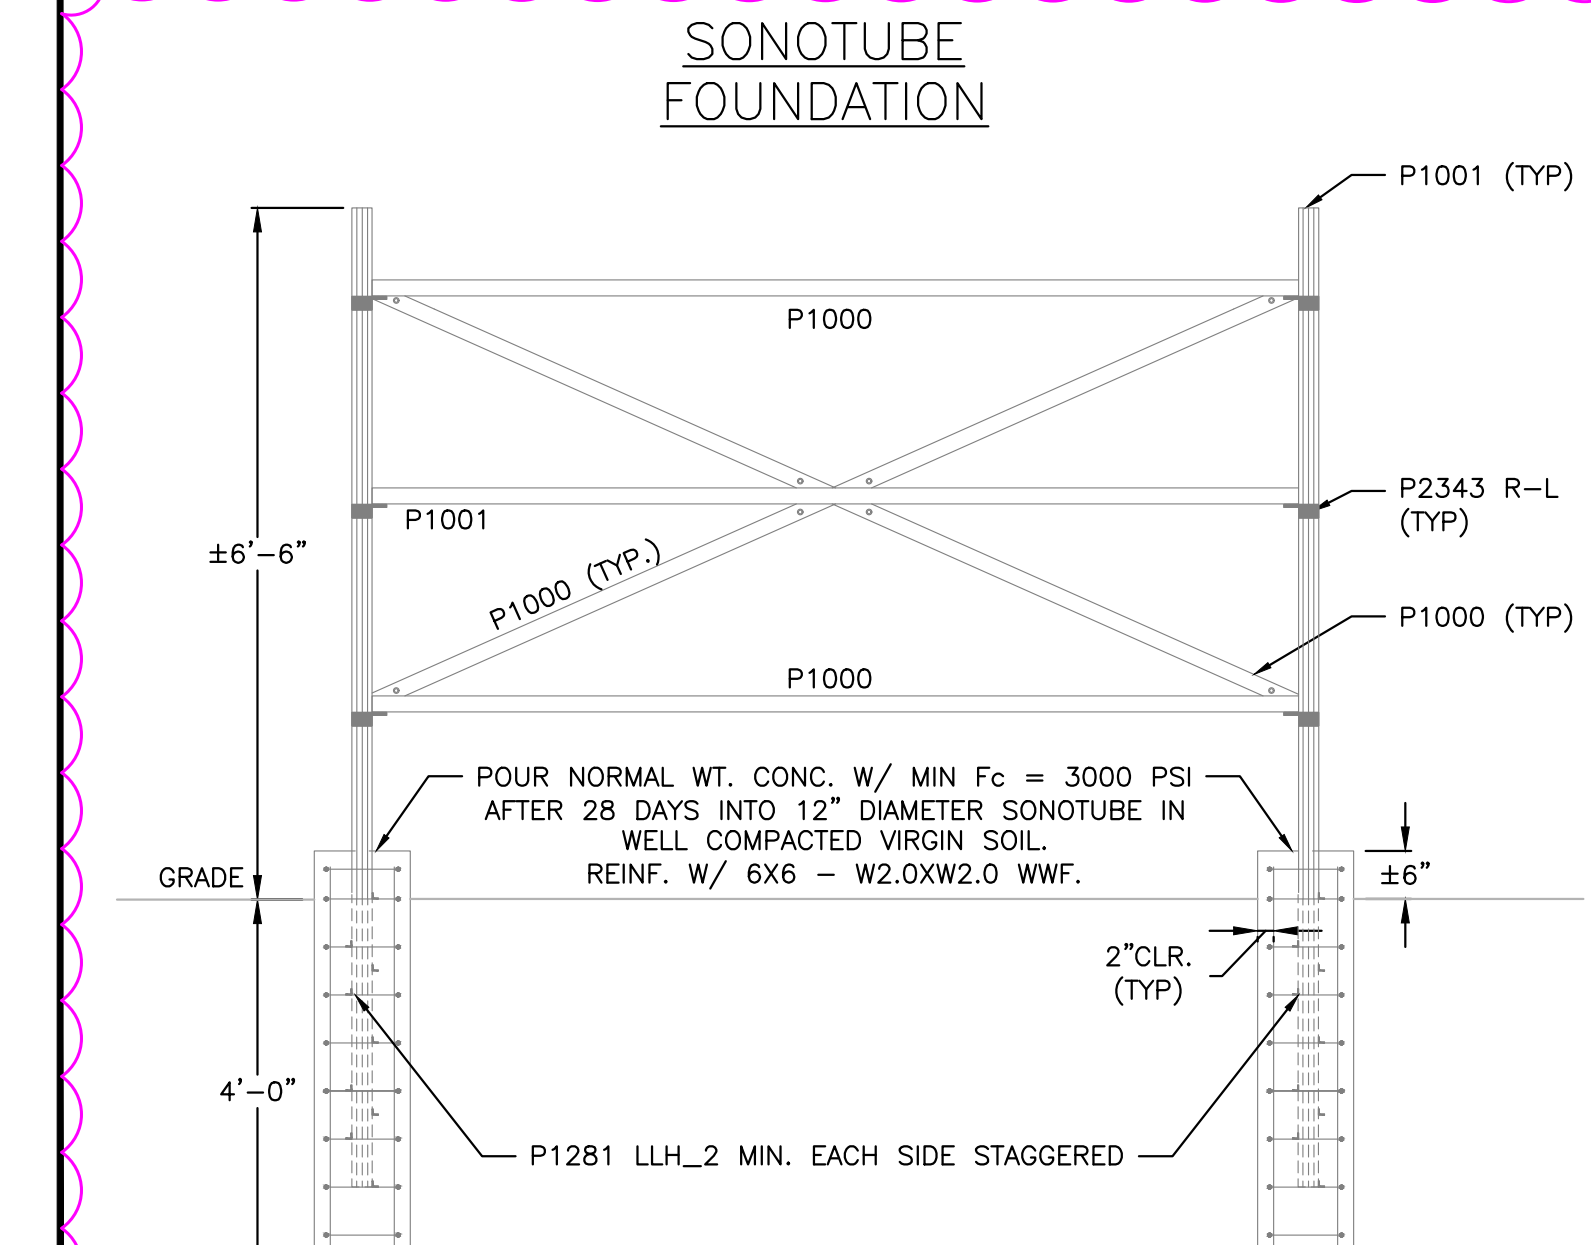 SONOTUBE
FOUNDATION
P1001 (TYP)
P1000
P2343 R-L
(TYP)
P1001
±6'-6"
P1000 (TYP.)
P1000 (TYP)
P1000
POUR NORMAL WT. CONC. W/ MIN Fc = 3000 PSI
AFTER 28 DAYS INTO 12" DIAMETER SONOTUBE IN
WELL COMPACTED VIRGIN SOIL.
REINF. W/ 6X6 - W2.0XW2.0 WWF.
GRADE
±6"
2"CLR.
(TYP)
4'-0"
P1281 LLH_2 MIN. EACH SIDE STAGGERED